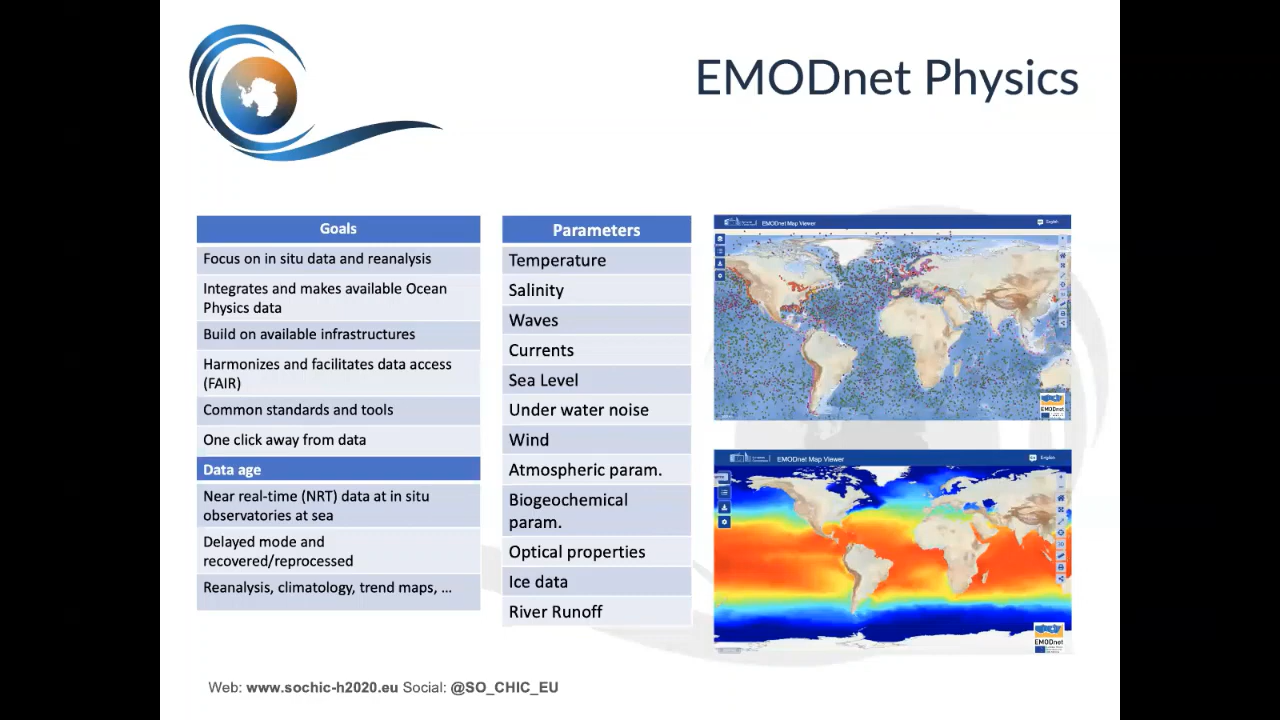 EMODnet Physics
Goals
Focus on in situ data and reanalysis
Integrates and makes available Ocean
Physics data
Build on available infrastructures
Harmonizes and facilitates data access
(FAIR)
Common standards and tools
One click away from data
Data age
Near real-time (NRT) data at in situ
observatories at sea
Delayed mode and
recovered/reprocessed
Reanalysis, climatology, trend maps, ...
Parameters
Temperature
Salinity
Waves
Currents
Sea Level
Under water noise
Wind
Atmospheric param.
Biogeochemical
param.
Optical properties
Ice data
River Runoff
EMODnet Map Viewer
English
EMODnet
EMODnet Map Viewer
English
EMODnet
Web: www.sochic-h2020.eu Social: @SO_CHIC_EU